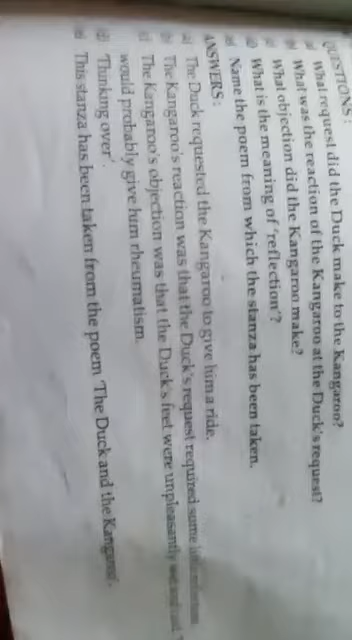 QUESTIONS:
a) What request did the Duck make to the Kangaroo?
b) What was the reaction of the Kangaroo at the Duck's request?
c) What objection did the Kangaroo make?
d) What is the meaning of 'reflection'?
e) Name the poem from which the stanza has been taken.
ANSWERS:
a) The Duck requested the Kangaroo to give him a ride.
b) The Kangaroo's reaction was that the Duck's request required some
c) The Kangaroo's objection was that the Duck's feet were unpleasantly
would probably give him rheumatism.
d) 'Thinking over'.
e) This stanza has been taken from the poem 'The Duck and the Kangaroo'.